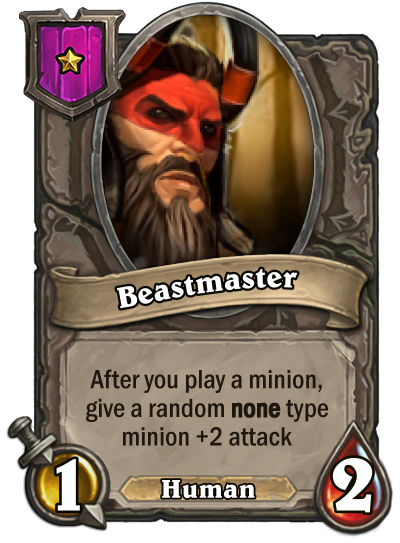 Beastmaster
After you play a minion,
give a random none type
minion +2 attack
1
Human
2